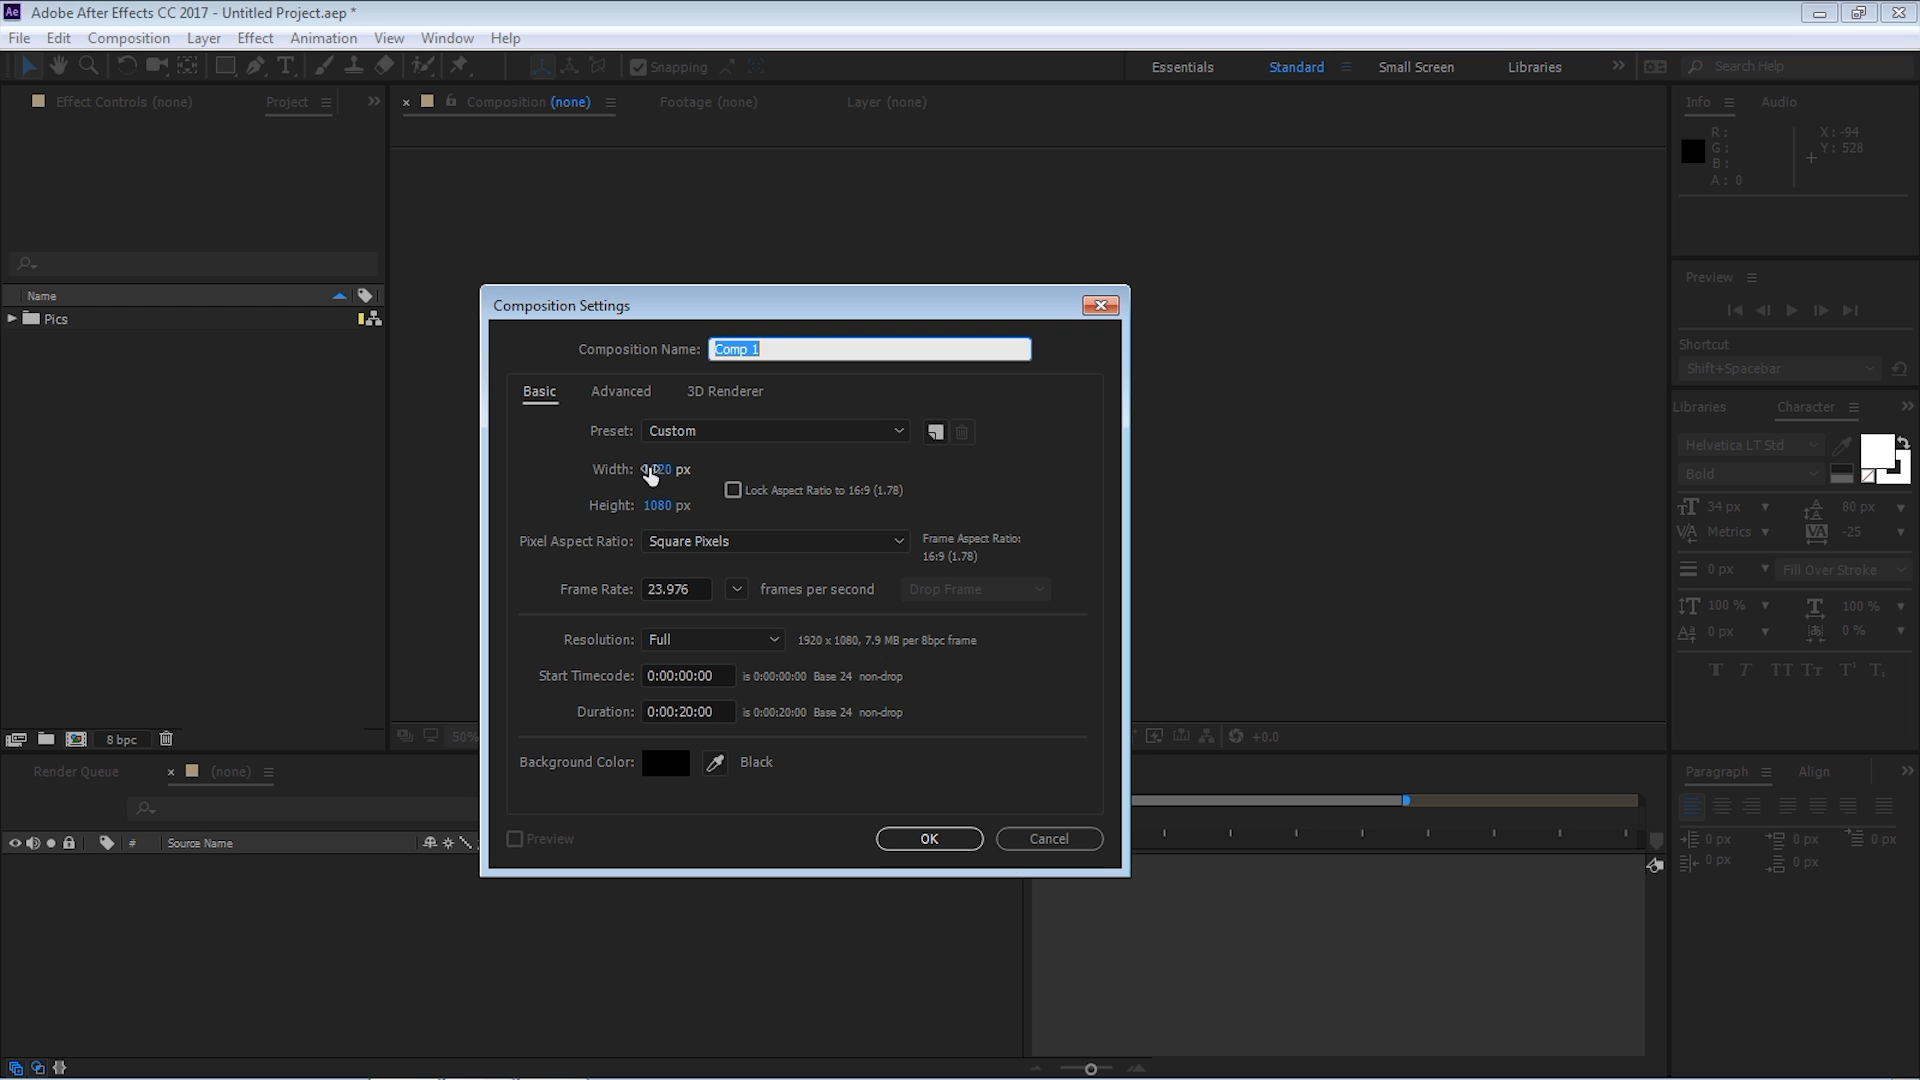 Ae Adobe After Effects CC 2017 - Untitled Project.aep *
File Edit Composition Layer Effect Animation View Window Help
Snapping Essentials Standard Small Screen Libraries Search Help
Effect Controls (none) Project Composition (none) Footage (none) Layer (none) Info Audio
R: X: -94
G: Y: 528
B:
A: 0
Name
Pics
Composition Settings
Composition Name: Comp 1
Basic Advanced 3D Renderer
Preset: Custom
Width: 20 px
Lock Aspect Ratio to 16:9 (1.78)
Height: 1080 px
Pixel Aspect Ratio: Square Pixels
Frame Aspect Ratio:
16:9 (1.78)
Frame Rate: 23.976 frames per second Drop Frame
Resolution: Full 1920 x 1080, 7.9 MB per 8bpc frame
Start Timecode: 0:00:00:00 is 0:00:00:00 Base 24 non-drop
Duration: 0:00:20:00 is 0:00:20:00 Base 24 non-drop
Background Color: Black
Preview OK Cancel
Preview
Shortcut
Shift+Spacebar
Libraries Character
Helvetica LT Std
Bold
34 px 80 px
Metrics -25
0 px Fill Over Stroke
100 % 100 %
0 px 0 %
T T TT Tr T¹ T₁
8 bpc 50% +0.0
Render Queue (none)
# Source Name
Paragraph Align
0 px 0 px 0 px
0 px 0 px